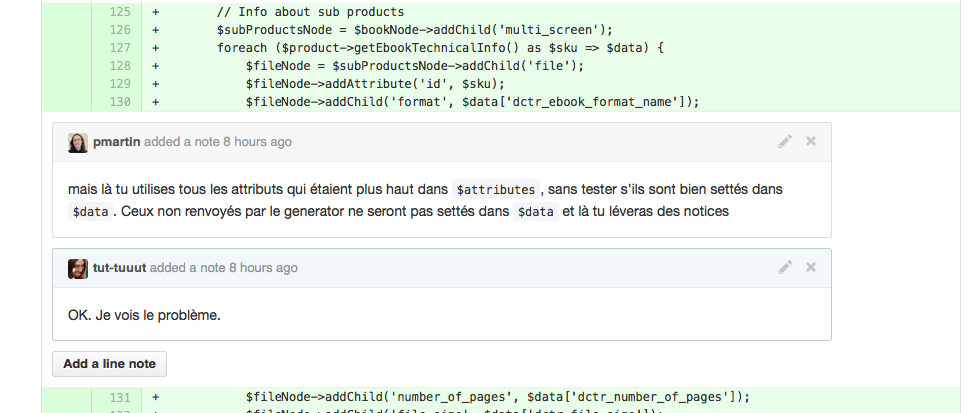 125 + // Info about sub products
126 + $subProductsNode = $bookNode->addChild('multi_screen');
127 + foreach ($product->getEbookTechnicalInfo() as $sku => $data) {
128 + $fileNode = $subProductsNode->addChild('file');
129 + $fileNode->addAttribute('id', $sku);
130 + $fileNode->addChild('format', $data['dctr_ebook_format_name']);
pmartin added a note 8 hours ago
mais là tu utilises tous les attributs qui étaient plus haut dans $attributes, sans tester s'ils sont bien settés dans
$data. Ceux non renvoyés par le generator ne seront pas settés dans $data et là tu léveras des notices
tut-tuuut added a note 8 hours ago
OK. Je vois le problème.
Add a line note
131 + $fileNode->addChild('number_of_pages', $data['dctr_number_of_pages']);